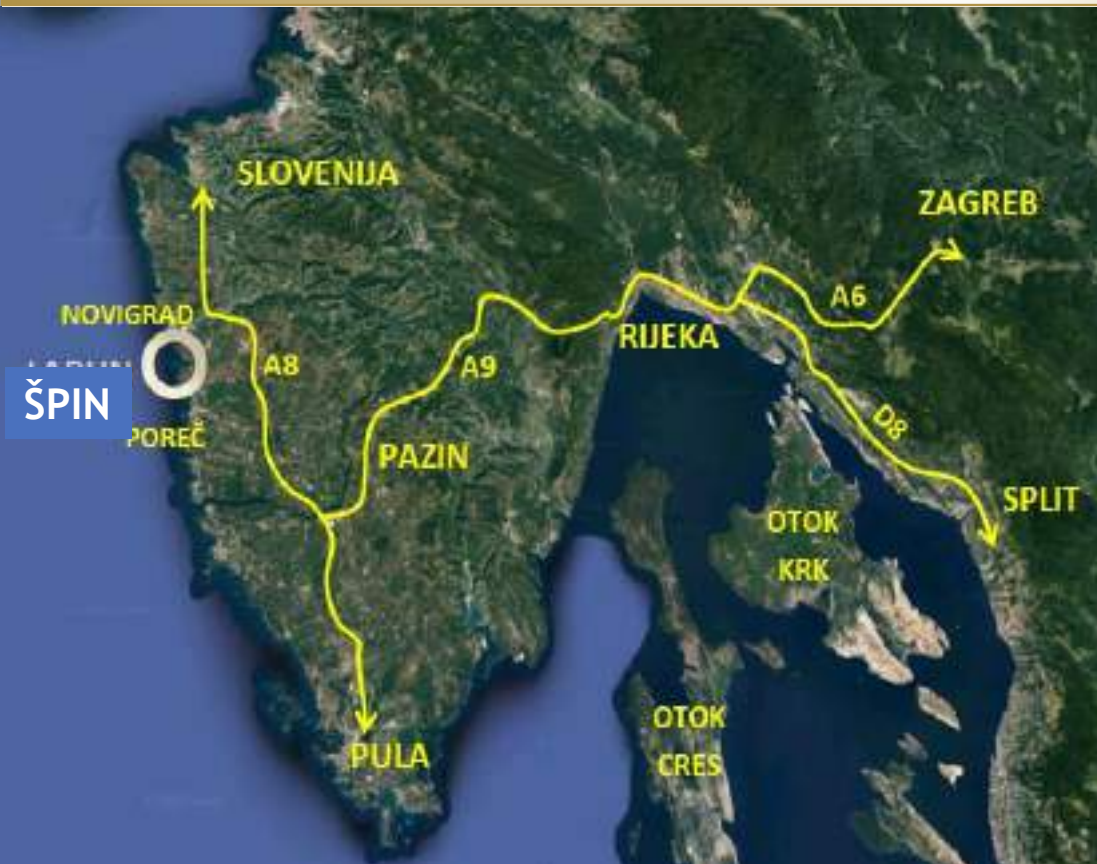 SLOVENIJA
ZAGREB
A6
NOVIGRAD
RIJEKA
A8
A9
ŠPIN
POREČ
D8
PAZIN
SPLIT
OTOK
KRK
OTOK
CRES
PULA